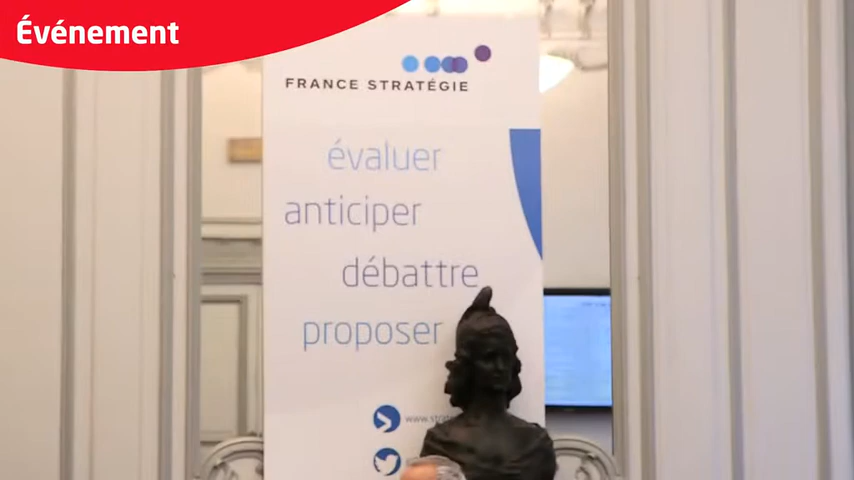 Événement
FRANCE STRATÉGIE
évaluer
anticiper
débattre
proposer